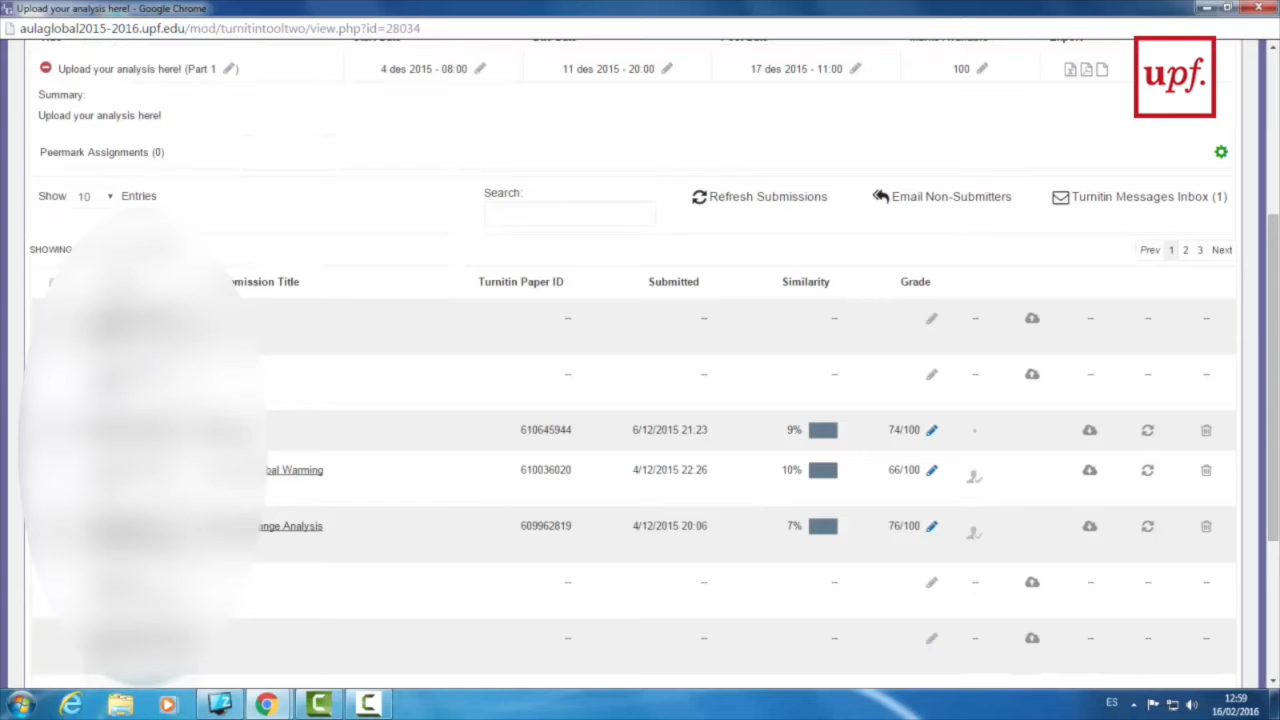 Upload your analysis here! - Google Chrome
aulaglobal2015-2016.upf.edu/mod/turnitintooltwo/view.php?id=28034
Upload your analysis here! (Part 1 ) 4 des 2015 - 08:00 11 des 2015 - 20:00 17 des 2015 - 11:00 100
upf.
Summary:
Upload your analysis here!
Peermark Assignments (0)
Show 10 Entries Search: Refresh Submissions Email Non-Submitters Turnitin Messages Inbox (1)
SHOWING Prev 1 2 3 Next
mission Title Turnitin Paper ID Submitted Similarity Grade
-- -- -- -- -- -- --
-- -- -- -- -- -- --
610645944 6/12/2015 21:23 9% 74/100
bal Warming 610036020 4/12/2015 22:26 10% 66/100
nge Analysis 609962819 4/12/2015 20:06 7% 76/100
-- -- -- -- -- -- --
-- -- -- -- -- -- --
ES 12:59
16/02/2016